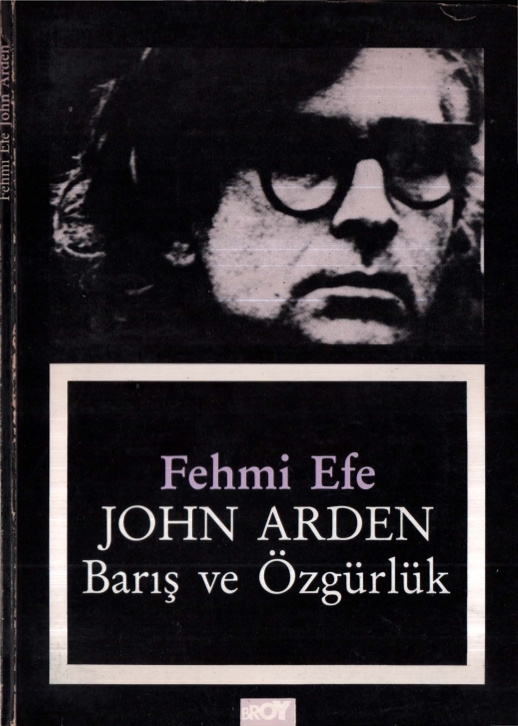 Fehmi Efe John Arden
Fehmi Efe
JOHN ARDEN
Barış ve Özgürlük
BROY